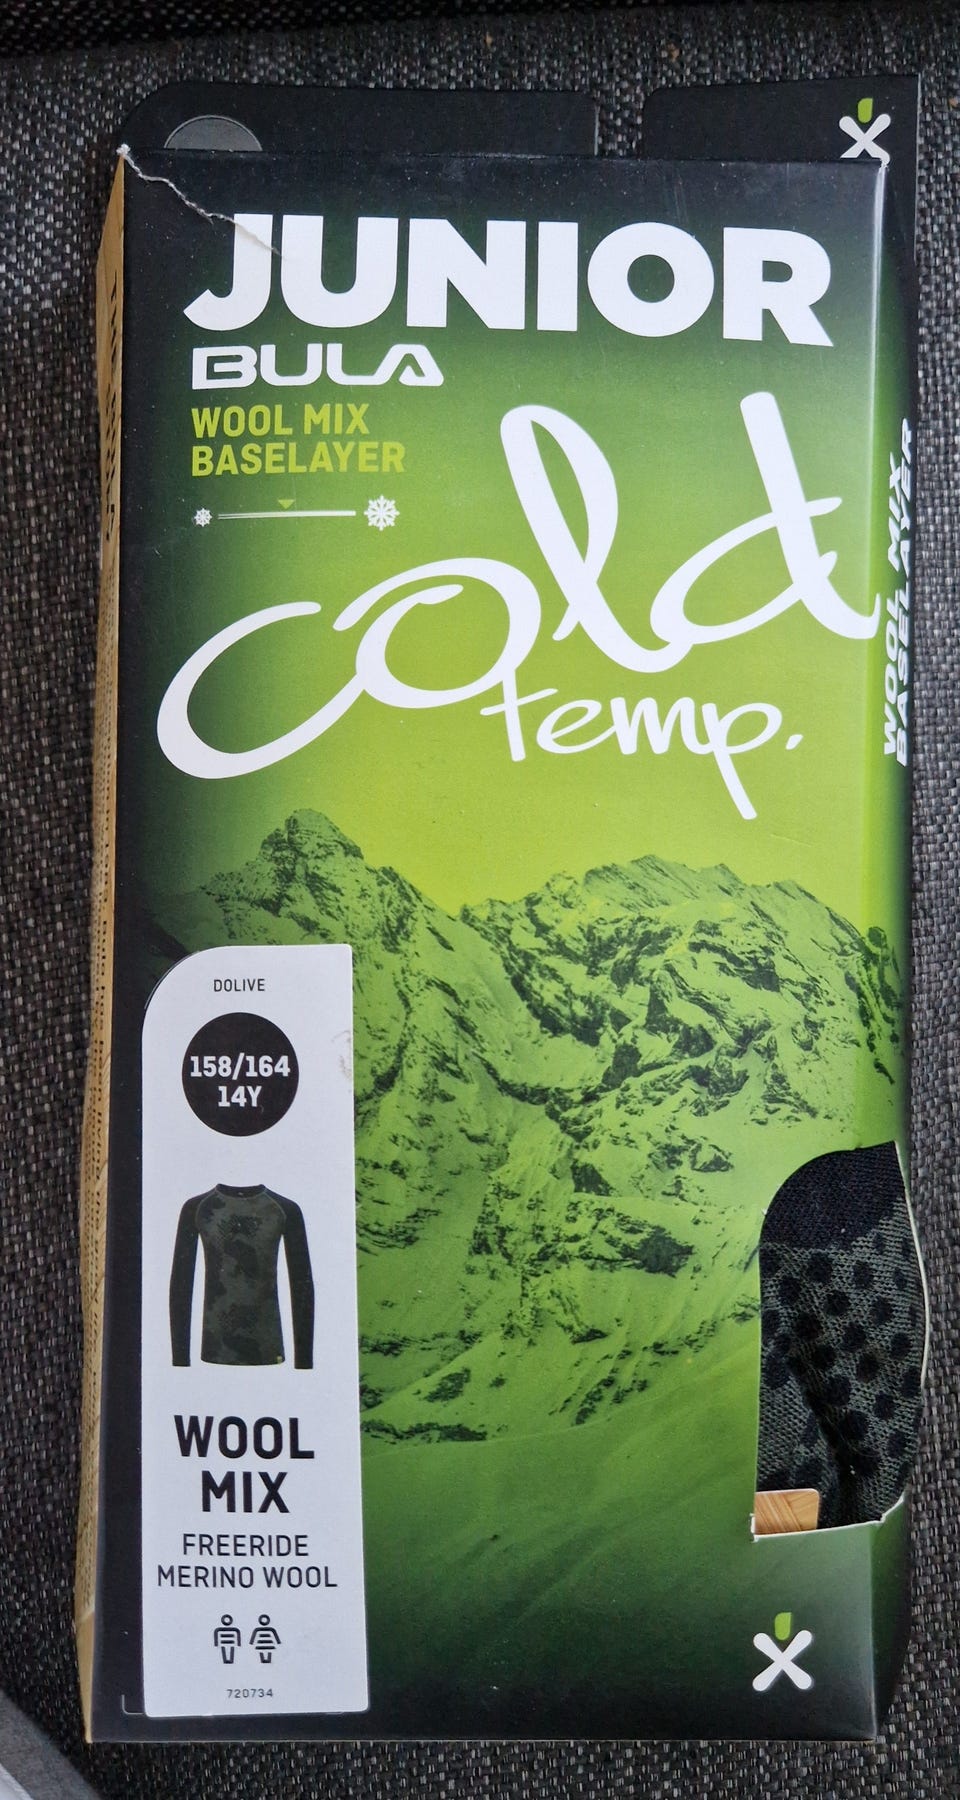 JUNIOR
BULA
WOOL MIX
BASELAYER
cold
temp.
WOOL MIX
BASELAYER
DOLIVE
158/164
14Y
WOOL
MIX
FREERIDE
MERINO WOOL
720734